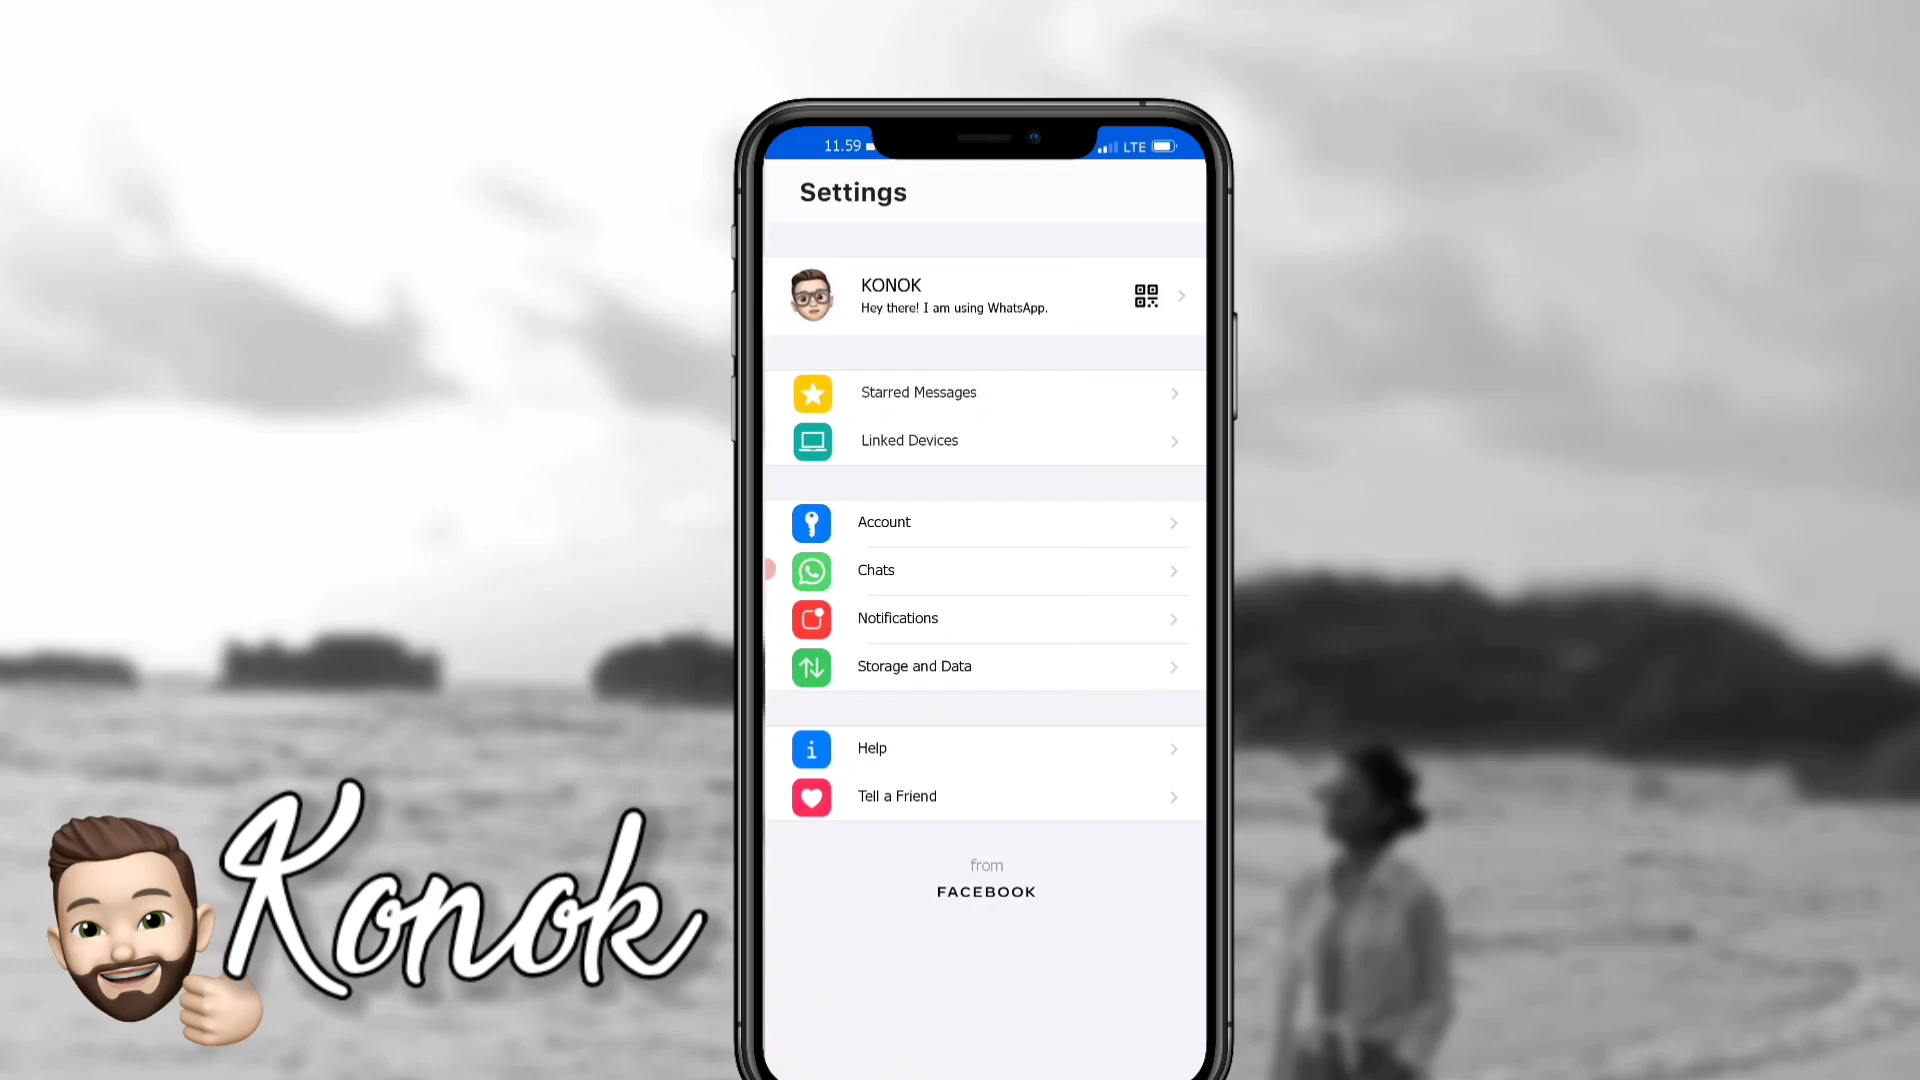 11.59
LTE
Settings
KONOK
Hey there! I am using WhatsApp.
Starred Messages
Linked Devices
Account
Chats
Notifications
Storage and Data
Help
Tell a Friend
from
FACEBOOK
Konok